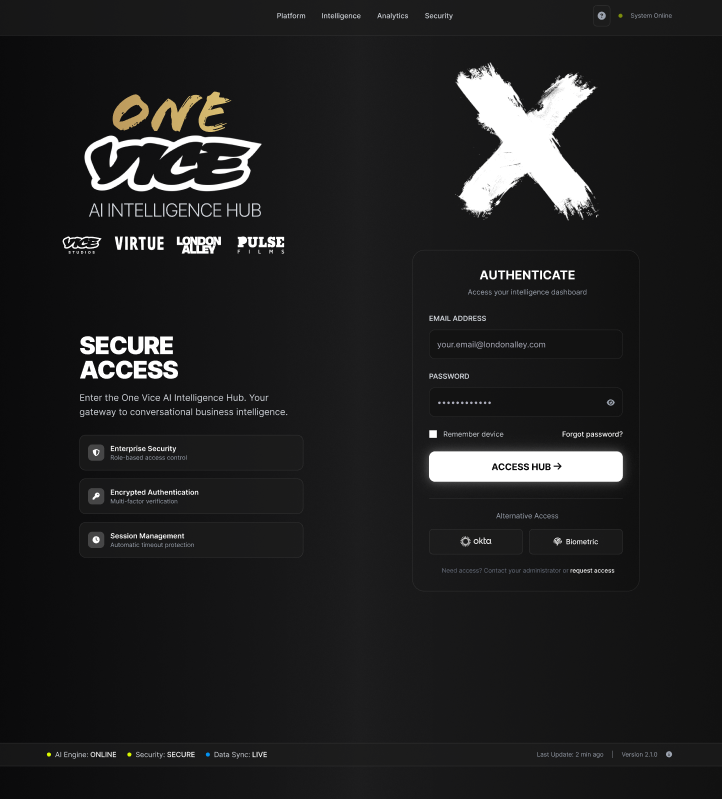 Platform Intelligence Analytics Security
? System Online
ONE
VICE
AI INTELLIGENCE HUB
VICE STUDIOS
VIRTUE
LONDON ALLEY
PULSE FILMS
SECURE
ACCESS
Enter the One Vice AI Intelligence Hub. Your
gateway to conversational business intelligence.
Enterprise Security
Role-based access control
Encrypted Authentication
Multi-factor verification
Session Management
Automatic timeout protection
X
AUTHENTICATE
Access your intelligence dashboard
EMAIL ADDRESS
your.email@londonalley.com
PASSWORD
••••••••••••
Remember device Forgot password?
ACCESS HUB →
Alternative Access
okta Biometric
Need access? Contact your administrator or request access
AI Engine: ONLINE Security: SECURE Data Sync: LIVE
Last Update: 2 min ago | Version 2.1.0